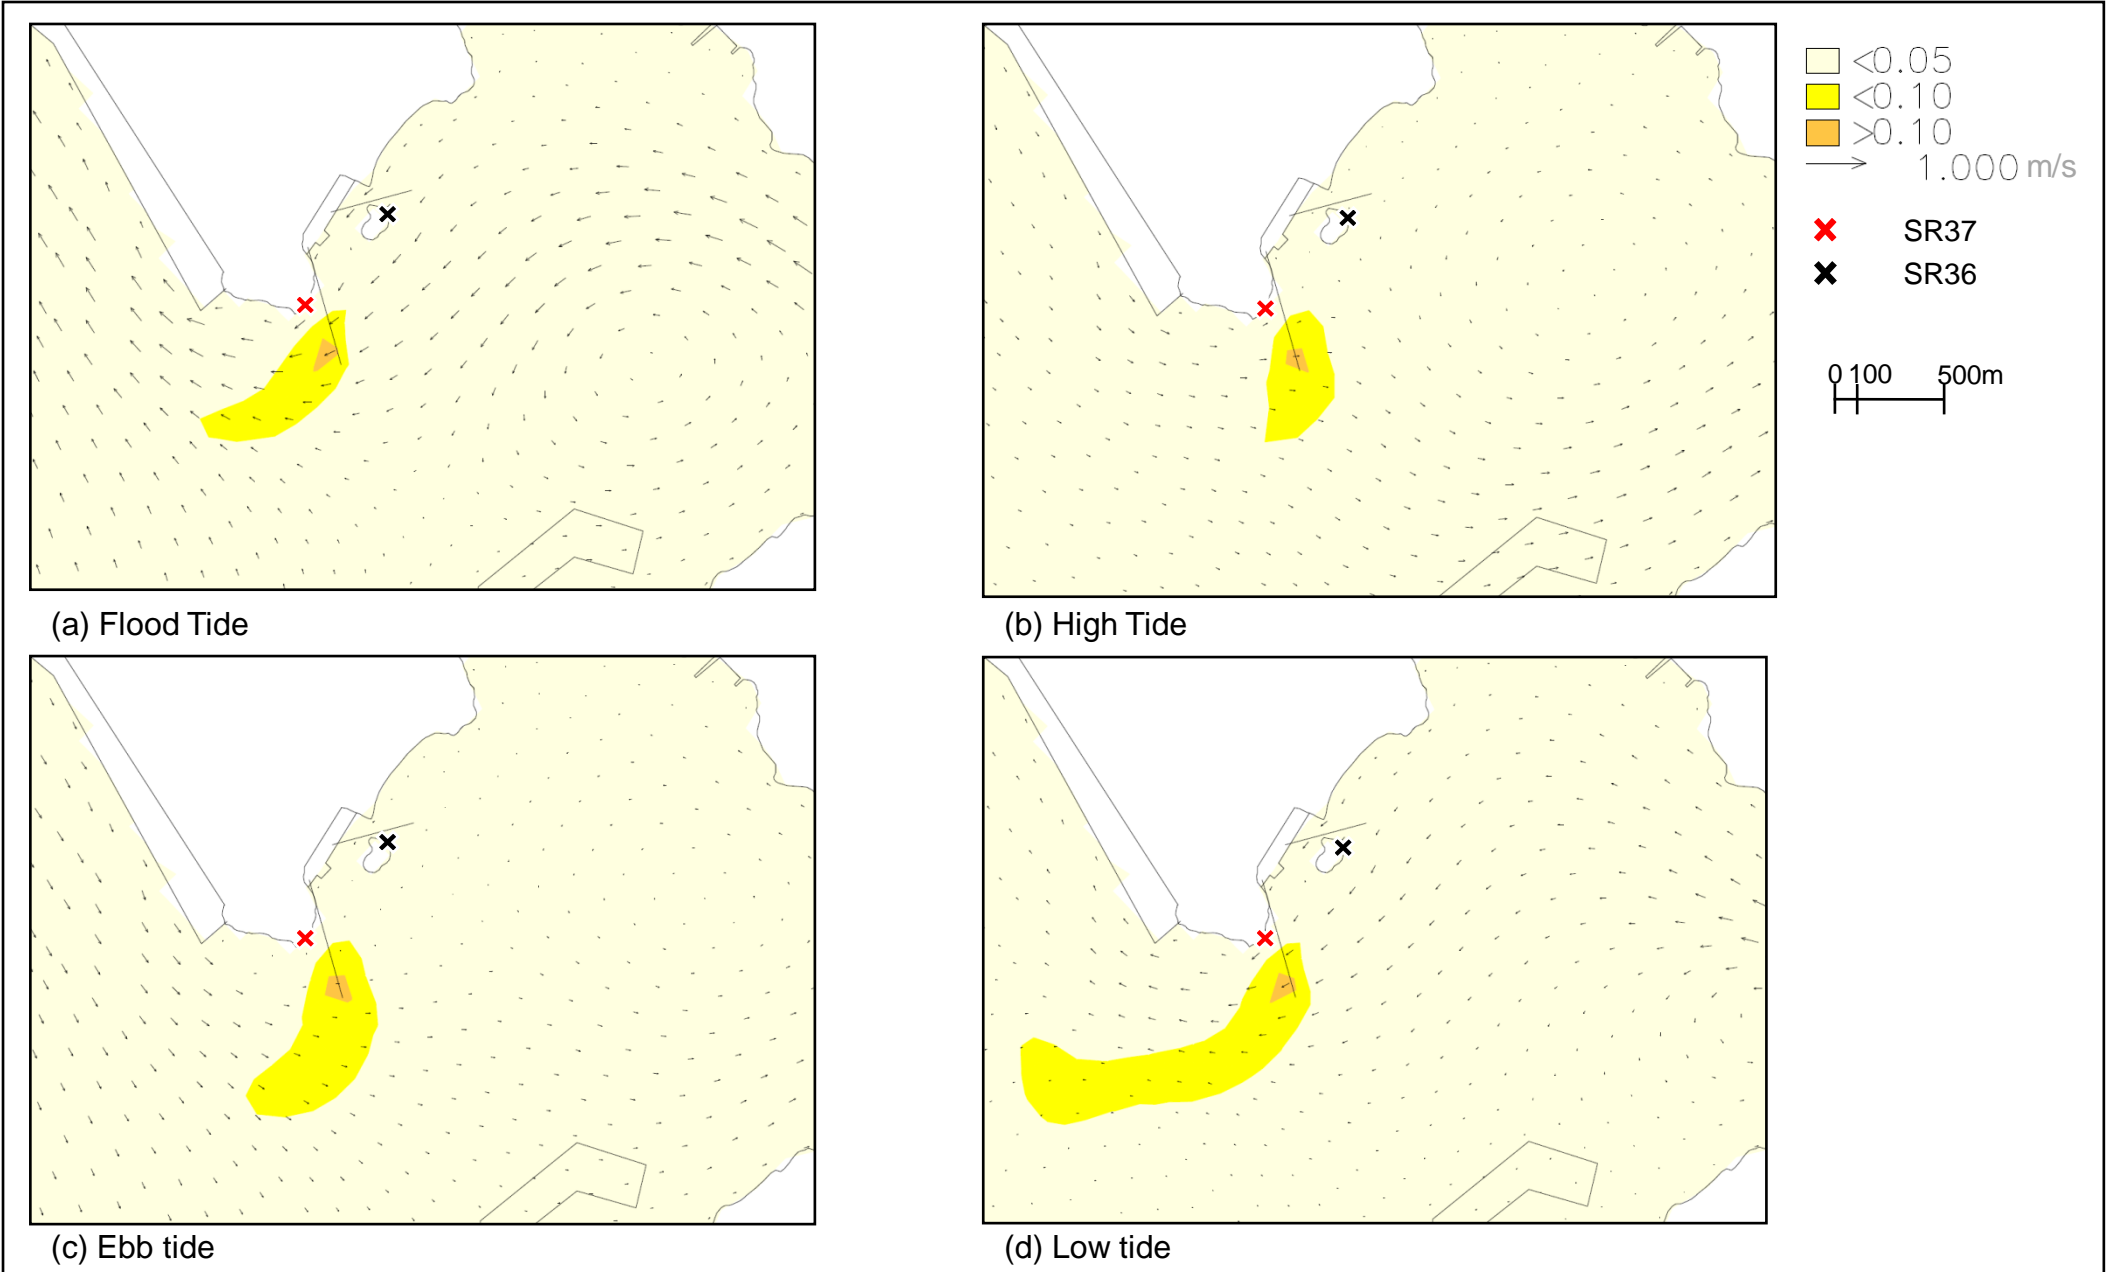 <0.05
<0.10
>0.10
1.000 m/s
SR37
SR36
0 100 500m
(a) Flood Tide
(b) High Tide
(c) Ebb tide
(d) Low tide